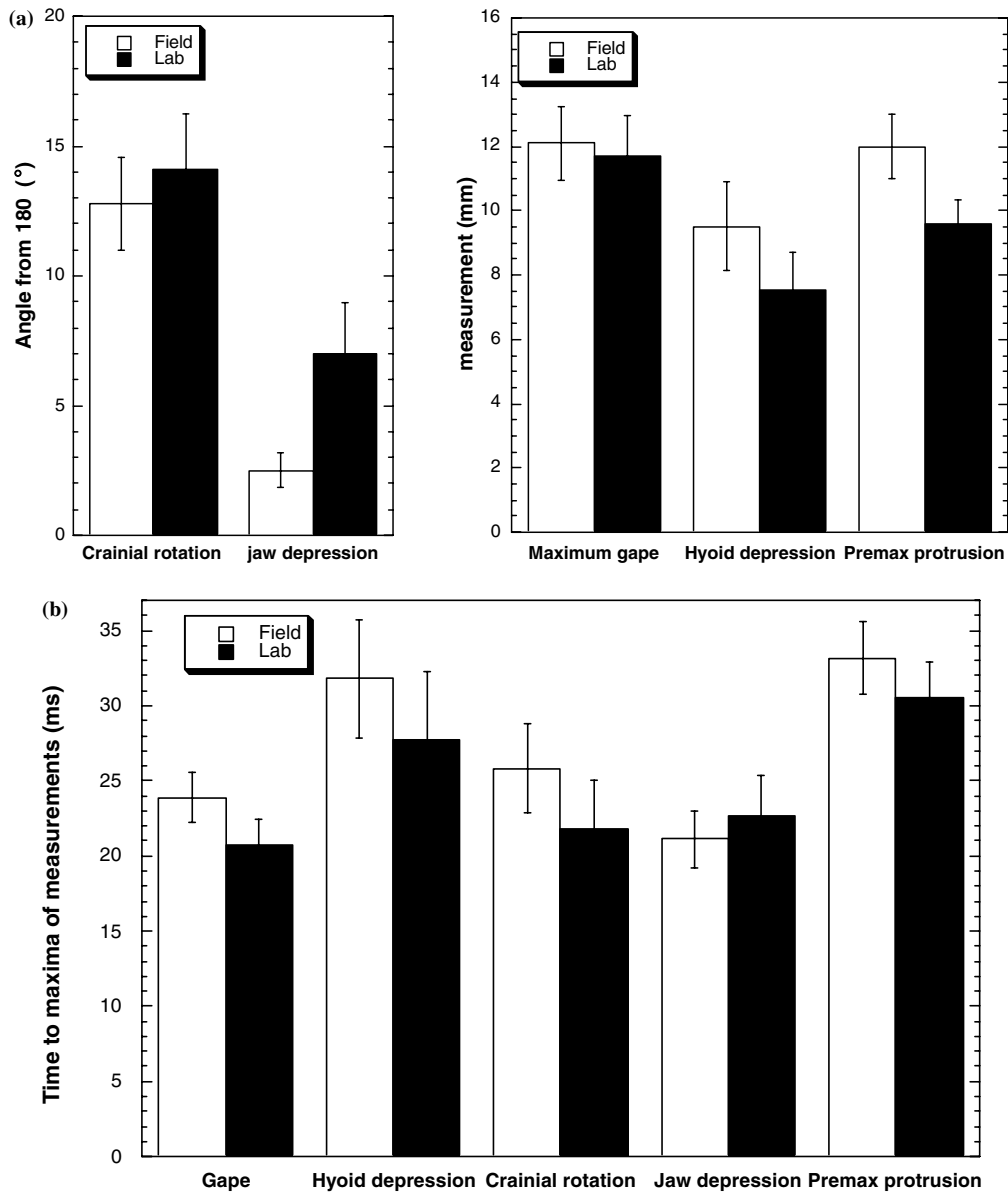 (a)
Field
Lab
Angle from 180 (°)
20
15
10
5
0
Crainial rotation jaw depression
Field
Lab
measurement (mm)
16
14
12
10
8
6
4
2
0
Maximum gape Hyoid depression Premax protrusion
(b)
Field
Lab
Time to maxima of measurements (ms)
35
30
25
20
15
10
5
0
Gape Hyoid depression Crainial rotation Jaw depression Premax protrusion